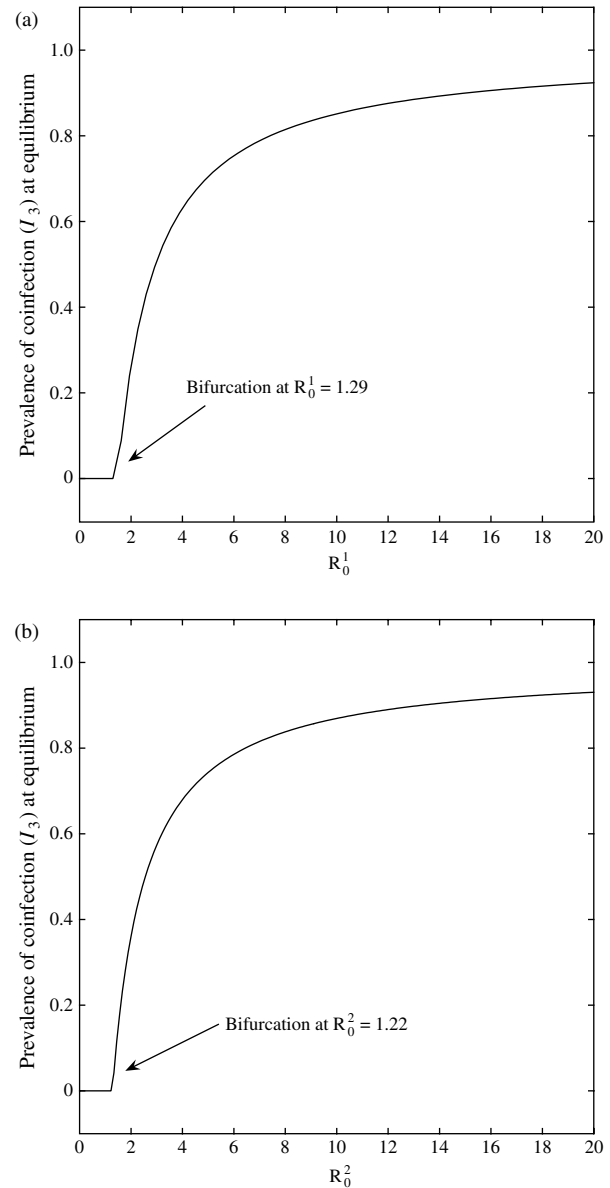 (a)
1.0
0.8
0.6
0.4
0.2
0
Prevalence of coinfection (I₃) at equilibrium
Bifurcation at R₀¹ = 1.29
0 2 4 6 8 10 12 14 16 18 20
R₀¹
(b)
1.0
0.8
0.6
0.4
0.2
0
Prevalence of coinfection (I₃) at equilibrium
Bifurcation at R₀² = 1.22
0 2 4 6 8 10 12 14 16 18 20
R₀²